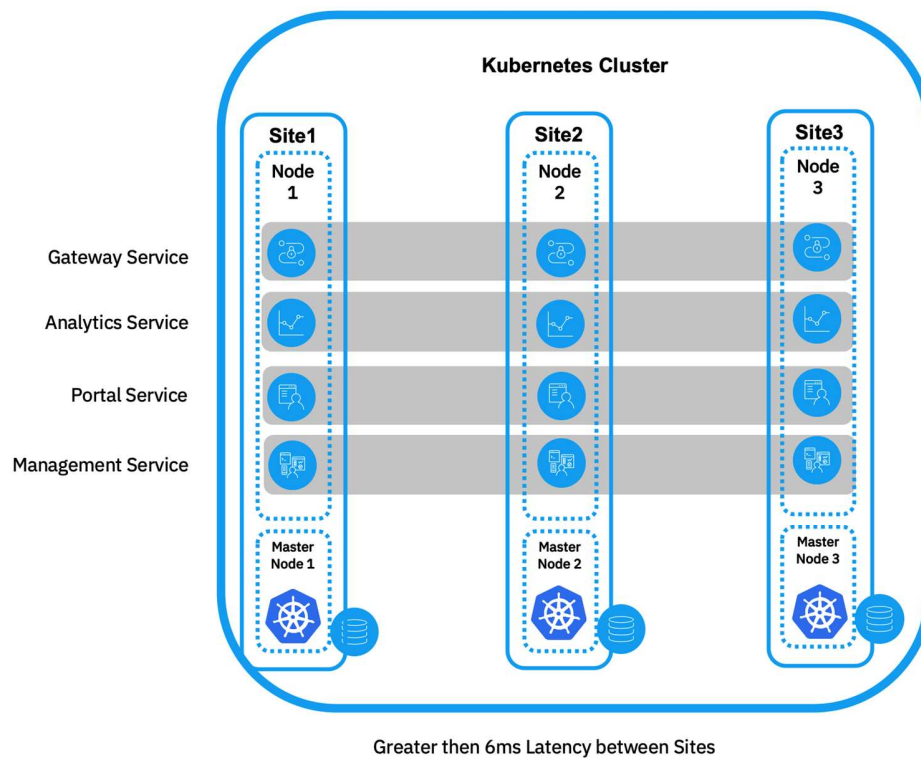 Kubernetes Cluster
Site1
Site2
Site3
Node
1
Node
2
Node
3
Gateway Service
Analytics Service
Portal Service
Management Service
Master
Node 1
Master
Node 2
Master
Node 3
Greater then 6ms Latency between Sites